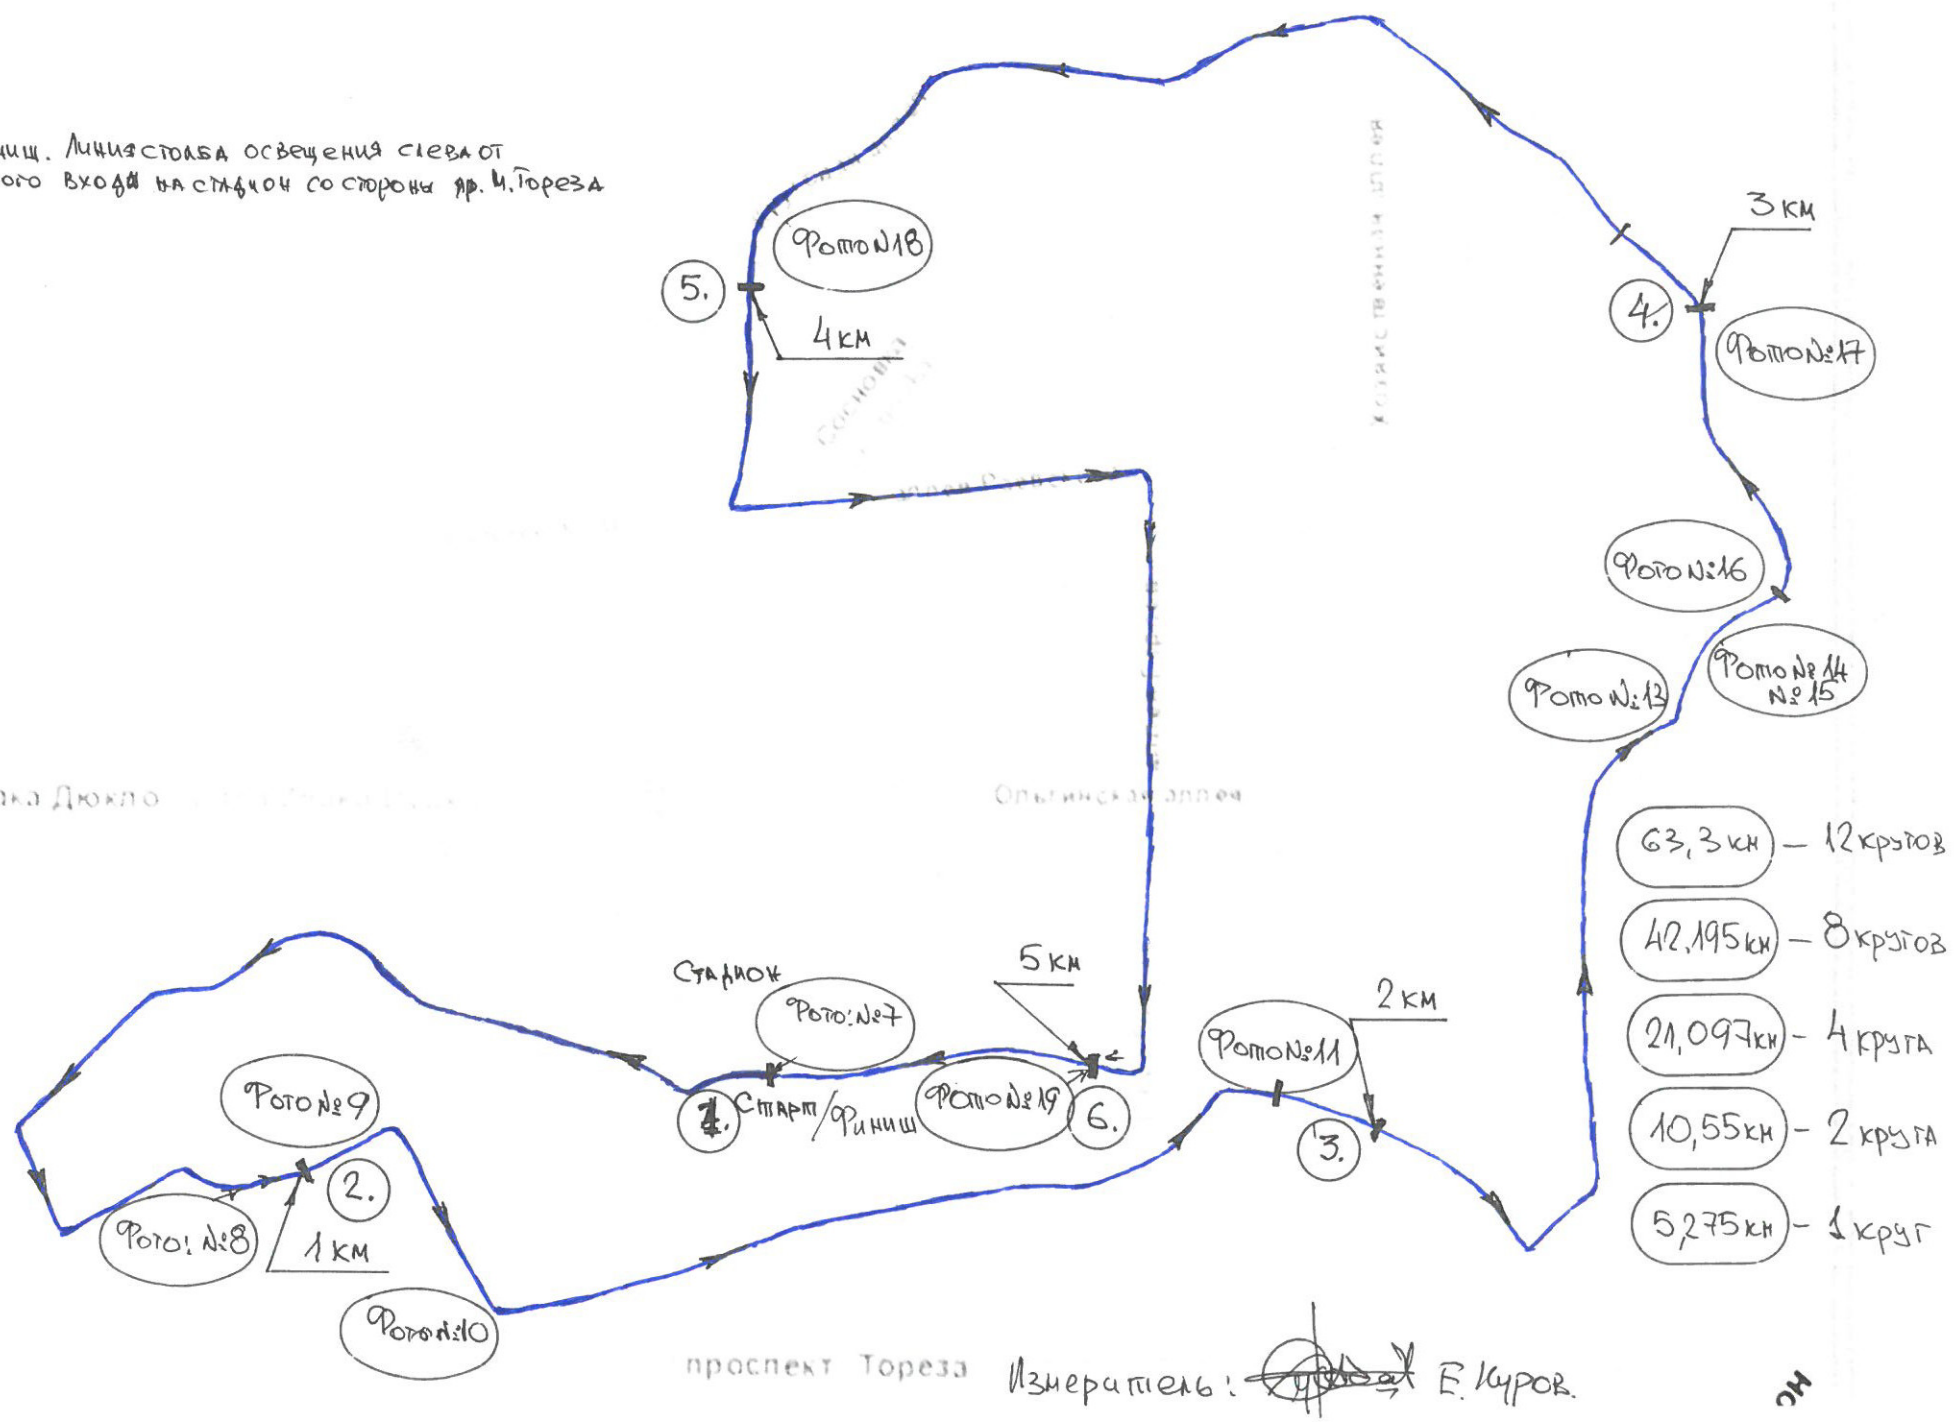 Линия столба освещения слева от
входа на стадион со стороны пр. М. Тореза
Фото N18
5.
4 км
3 км
4.
Фото №17
Сосновка
Хозяйственная аллея
Фото №16
Фото №14
№15
Фото №13
Ольгинская аллея
63,3 км – 12 кругов
42,195 км – 8 кругов
21,097 км – 4 круга
10,55 км – 2 круга
5,275 км – 1 круг
Стадион
Фото: №7
5 км
2 км
Фото №11
1.
Старт/Финиш
Фото №19
6.
3.
Фото №9
2.
Фото: №8
1 км
Фото №10
проспект Тореза
Измеритель:
Е. Куров.